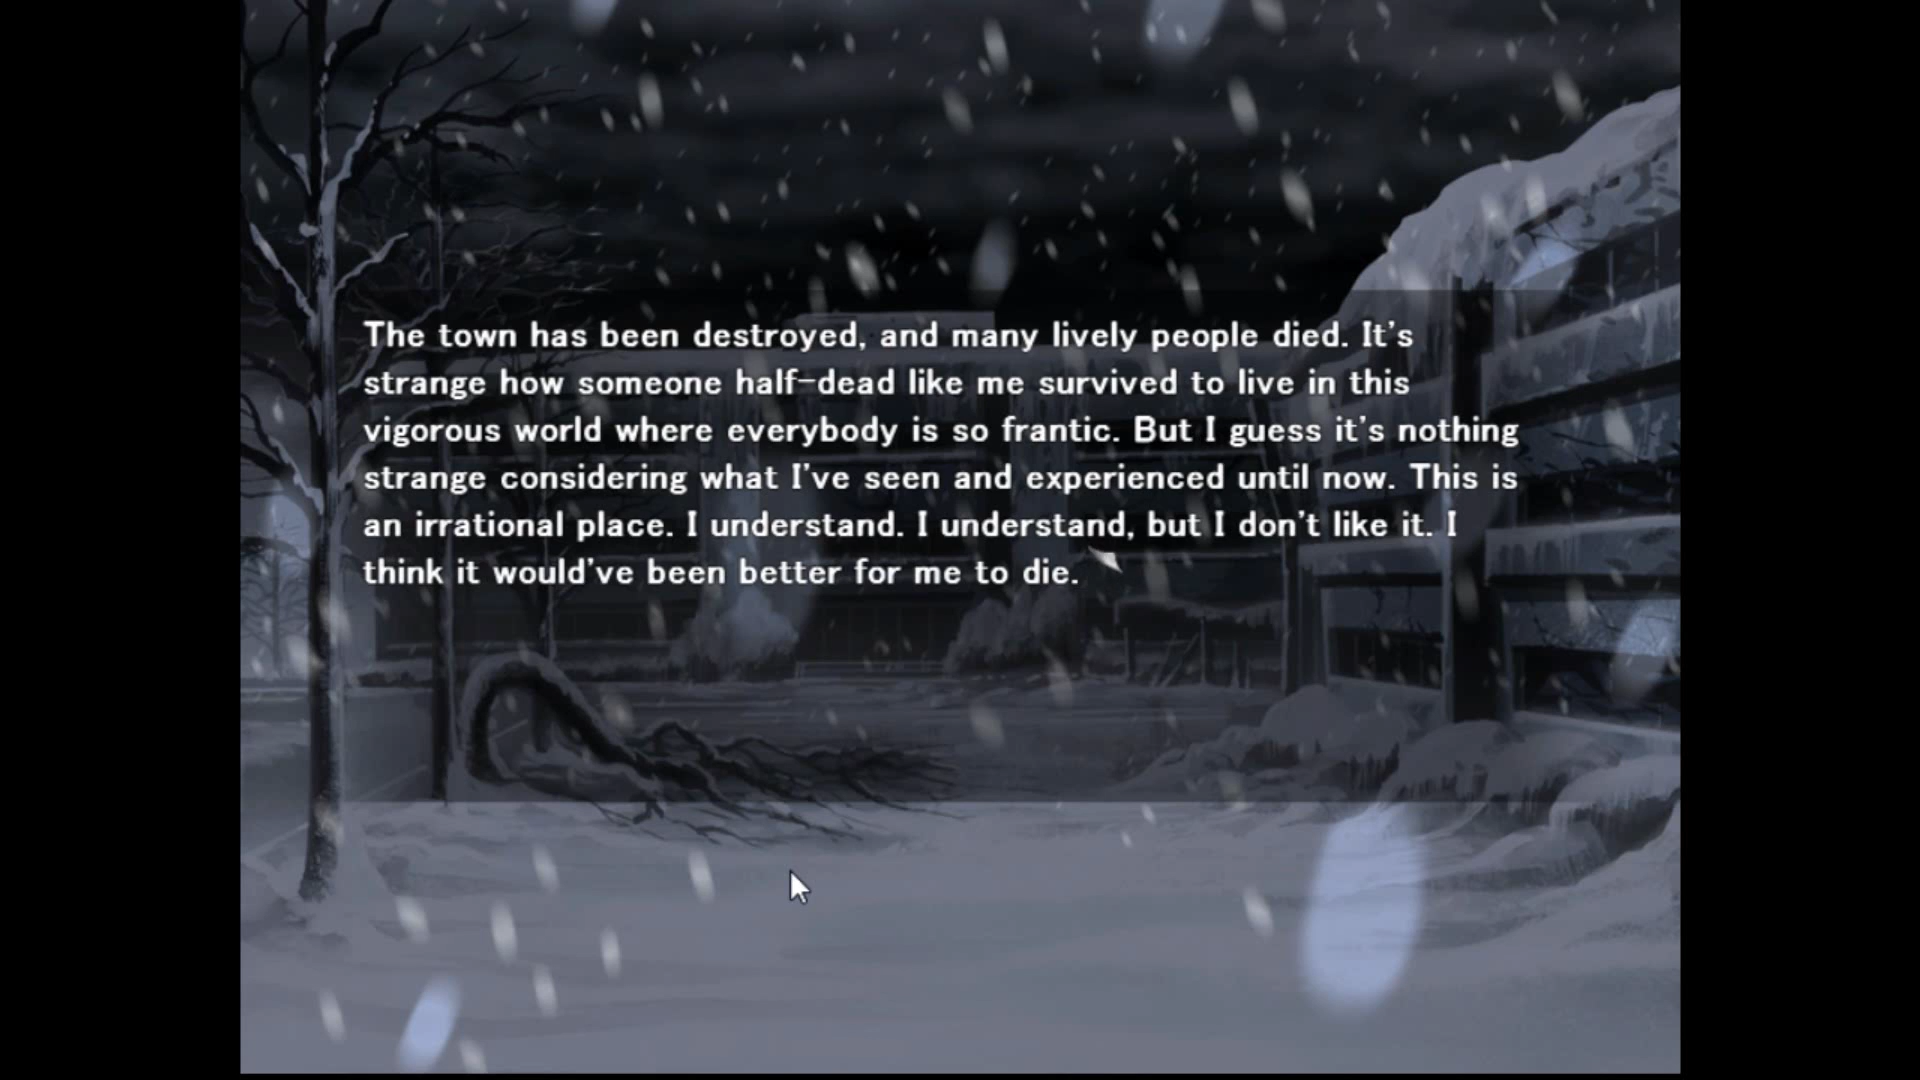 The town has been destroyed, and many lively people died. It's
strange how someone half-dead like me survived to live in this
vigorous world where everybody is so frantic. But I guess it's nothing
strange considering what I've seen and experienced until now. This is
an irrational place. I understand. I understand, but I don't like it. I
think it would've been better for me to die.